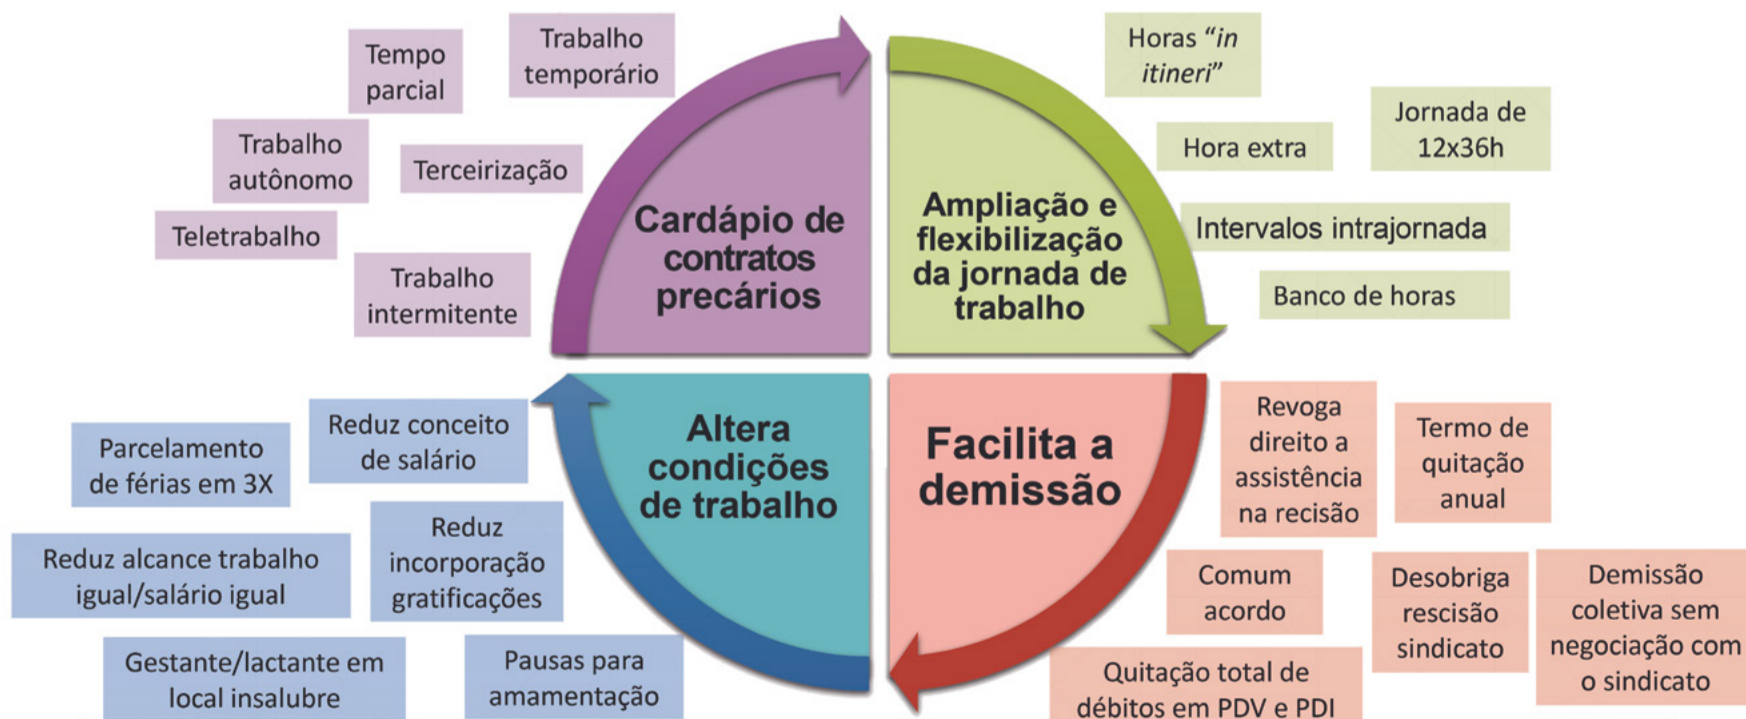 Tempo
parcial
Trabalho
temporário
Trabalho
autônomo
Terceirização
Teletrabalho
Trabalho
intermitente
Cardápio de
contratos
precários
Horas “in
itineri”
Jornada de
12x36h
Hora extra
Intervalos intrajornada
Banco de horas
Ampliação e
flexibilização
da jornada de
trabalho
Reduz conceito
de salário
Parcelamento
de férias em 3X
Reduz
incorporação
gratificações
Reduz alcance trabalho
igual/salário igual
Gestante/lactante em
local insalubre
Pausas para
amamentação
Altera
condições
de trabalho
Facilita a
demissão
Revoga
direito a
assistência
na recisão
Termo de
quitação
anual
Comum
acordo
Desobriga
rescisão
sindicato
Demissão
coletiva sem
negociação com
o sindicato
Quitação total de
débitos em PDV e PDI